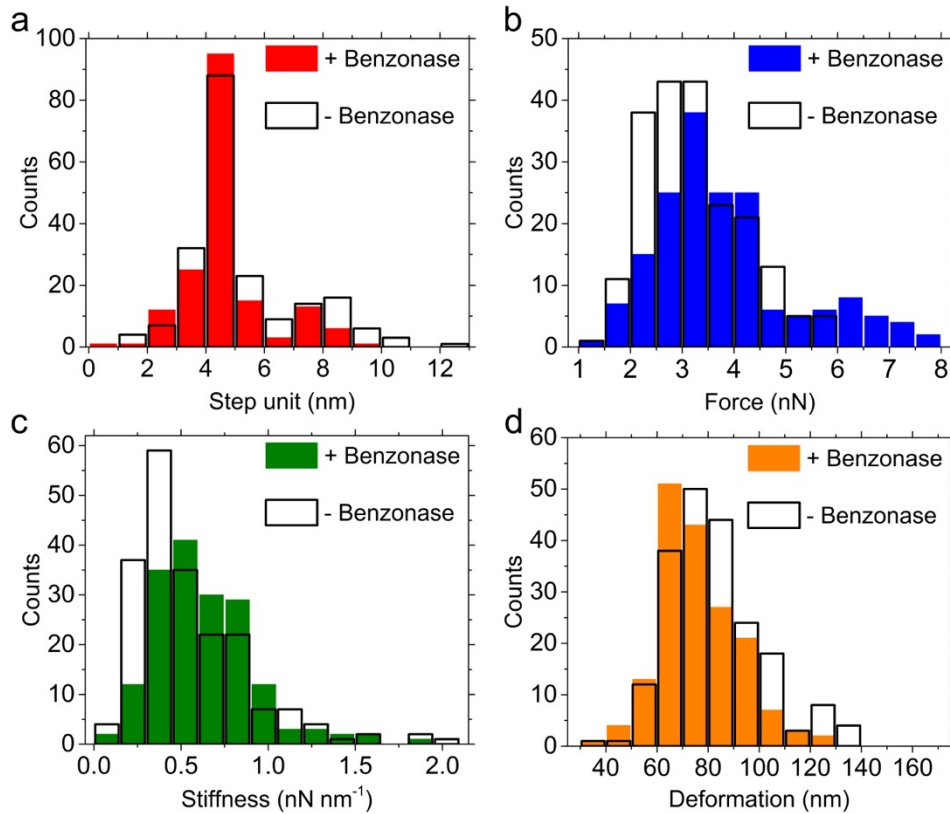 a
100
80
60
40
20
0
Counts
+ Benzonase
- Benzonase
0 2 4 6 8 10 12
Step unit (nm)
b
50
40
30
20
10
0
Counts
+ Benzonase
- Benzonase
1 2 3 4 5 6 7 8
Force (nN)
c
60
50
40
30
20
10
0
Counts
+ Benzonase
- Benzonase
0.0 0.5 1.0 1.5 2.0
Stiffness (nN nm⁻¹)
d
60
50
40
30
20
10
0
Counts
+ Benzonase
- Benzonase
40 60 80 100 120 140 160
Deformation (nm)